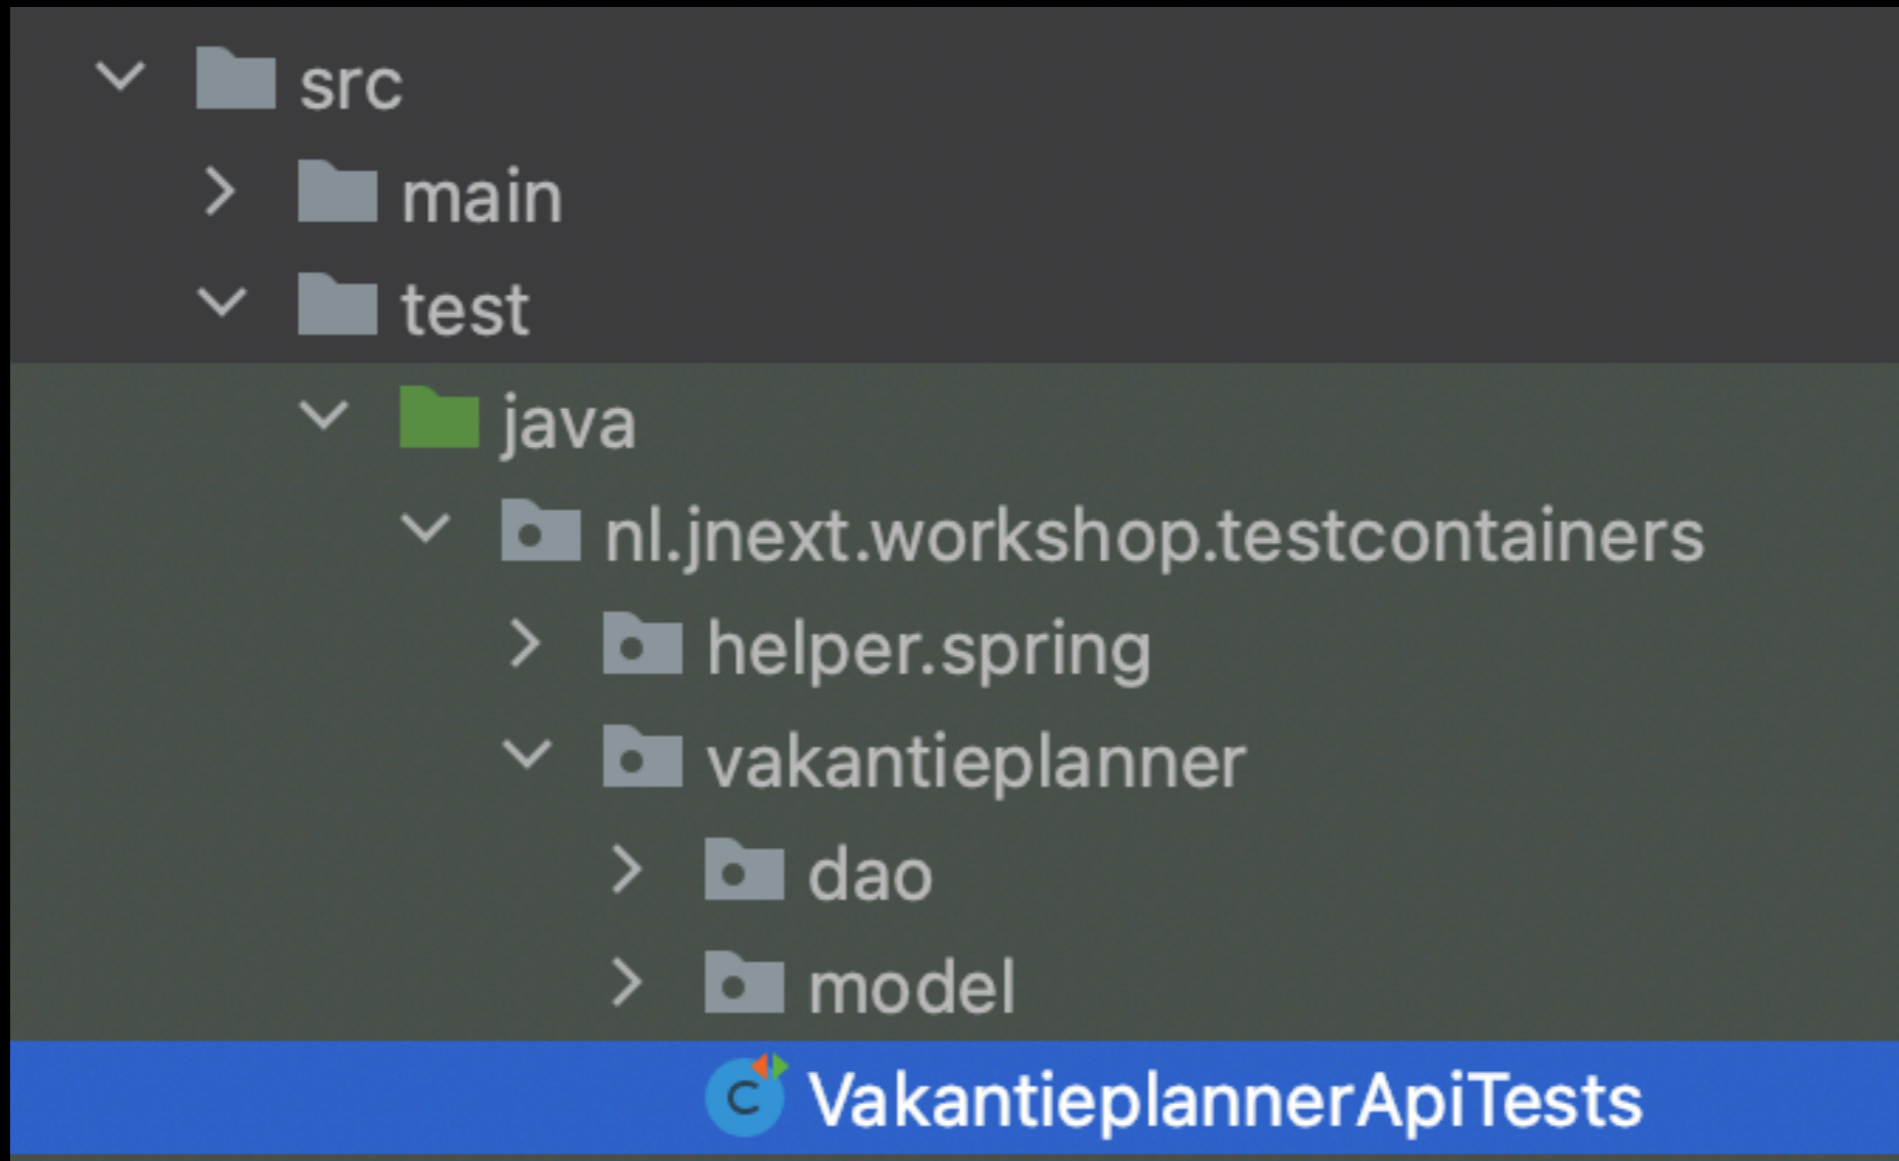 src
main
test
java
nl.jnext.workshop.testcontainers
helper.spring
vakantieplanner
dao
model
C VakantieplannerApiTests